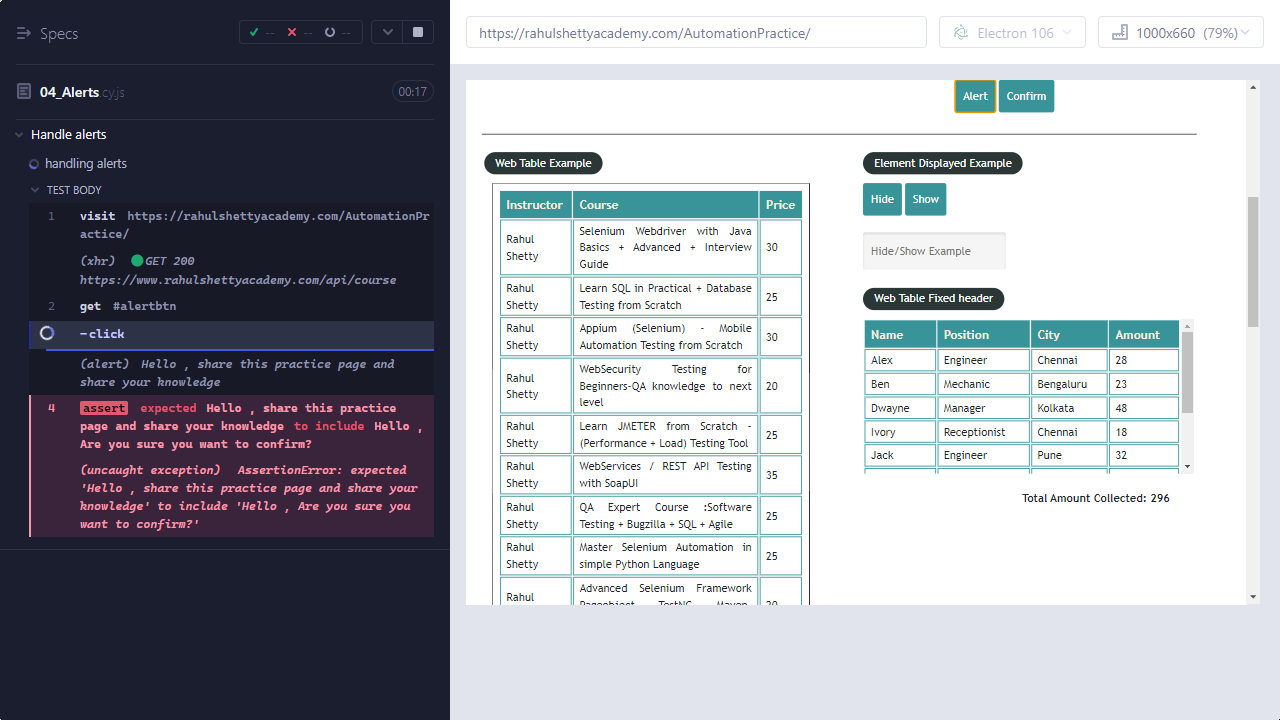 Specs
--
--
--
https://rahulshettyacademy.com/AutomationPractice/
Electron 106
1000x660 (79%)
04_Alerts.cy.js
00:17
Handle alerts
handling alerts
TEST BODY
1 visit https://rahulshettyacademy.com/AutomationPr
actice/
(xhr) GET 200
https://www.rahulshettyacademy.com/api/course
2 get #alertbtn
-click
(alert) Hello , share this practice page and
share your knowledge
4 assert expected Hello , share this practice
page and share your knowledge to include Hello ,
Are you sure you want to confirm?
(uncaught exception) AssertionError: expected
'Hello , share this practice page and share your
knowledge' to include 'Hello , Are you sure you
want to confirm?'
Alert Confirm
Web Table Example
Instructor Course Price
Rahul
Shetty
Selenium Webdriver with Java
Basics + Advanced + Interview
Guide
30
Rahul
Shetty
Learn SQL in Practical + Database
Testing from Scratch
25
Rahul
Shetty
Appium (Selenium) - Mobile
Automation Testing from Scratch
30
Rahul
Shetty
WebSecurity Testing for
Beginners-QA knowledge to next
level
20
Rahul
Shetty
Learn JMETER from Scratch -
(Performance + Load) Testing Tool
25
Rahul
Shetty
WebServices / REST API Testing
with SoapUI
35
Rahul
Shetty
QA Expert Course :Software
Testing + Bugzilla + SQL + Agile
25
Rahul
Shetty
Master Selenium Automation in
simple Python Language
25
Rahul
Advanced Selenium Framework
Pageobject, TestNG, Maven,
20
Element Displayed Example
Hide Show
Hide/Show Example
Web Table Fixed header
Name Position City Amount
Alex Engineer Chennai 28
Ben Mechanic Bengaluru 23
Dwayne Manager Kolkata 48
Ivory Receptionist Chennai 18
Jack Engineer Pune 32
Total Amount Collected: 296